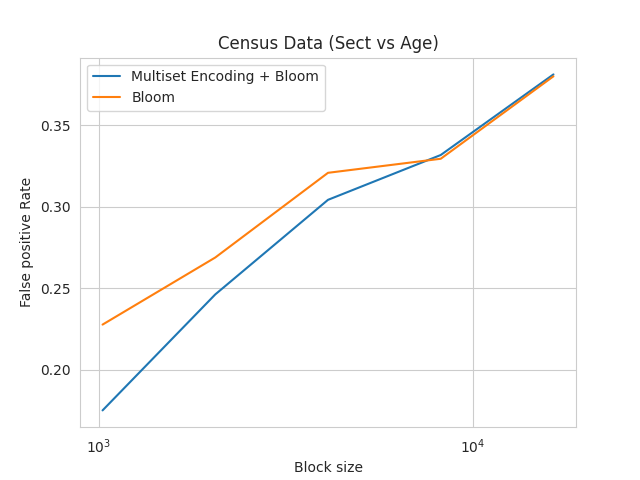 Census Data (Sect vs Age)
Multiset Encoding + Bloom
Bloom
0.35
0.30
0.25
0.20
False positive Rate
10³
10⁴
Block size